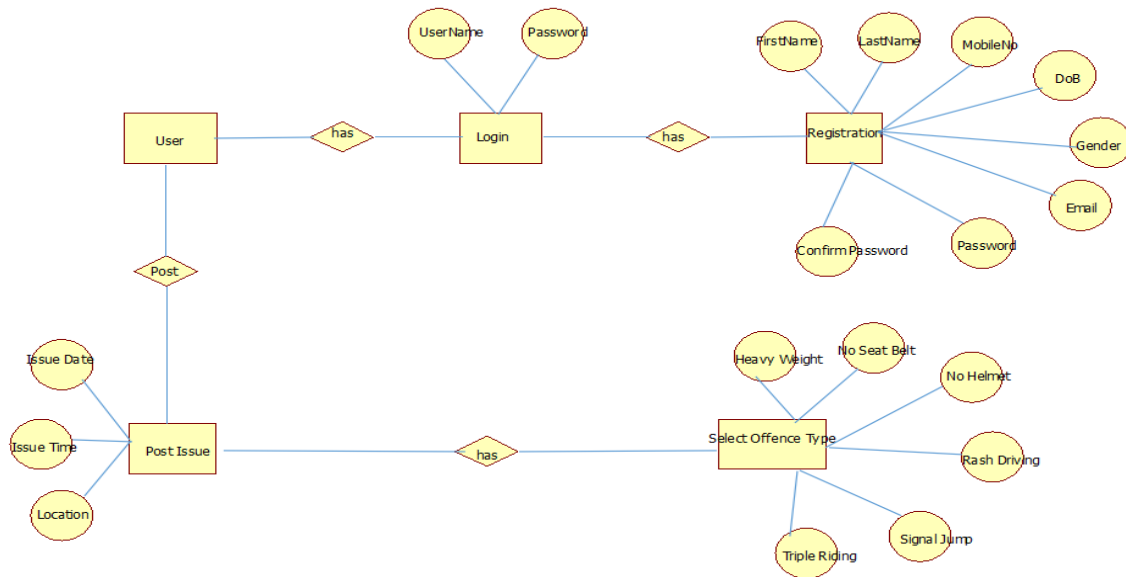 UserName
Password
FirstName
LastName
MobileNo
DoB
User
has
Login
has
Registration
Gender
Email
Confirm Password
Password
Post
Issue Date
Heavy Weight
No Seat Belt
No Helmet
Issue Time
Post Issue
has
Select Offence Type
Rash Driving
Location
Triple Riding
Signal Jump